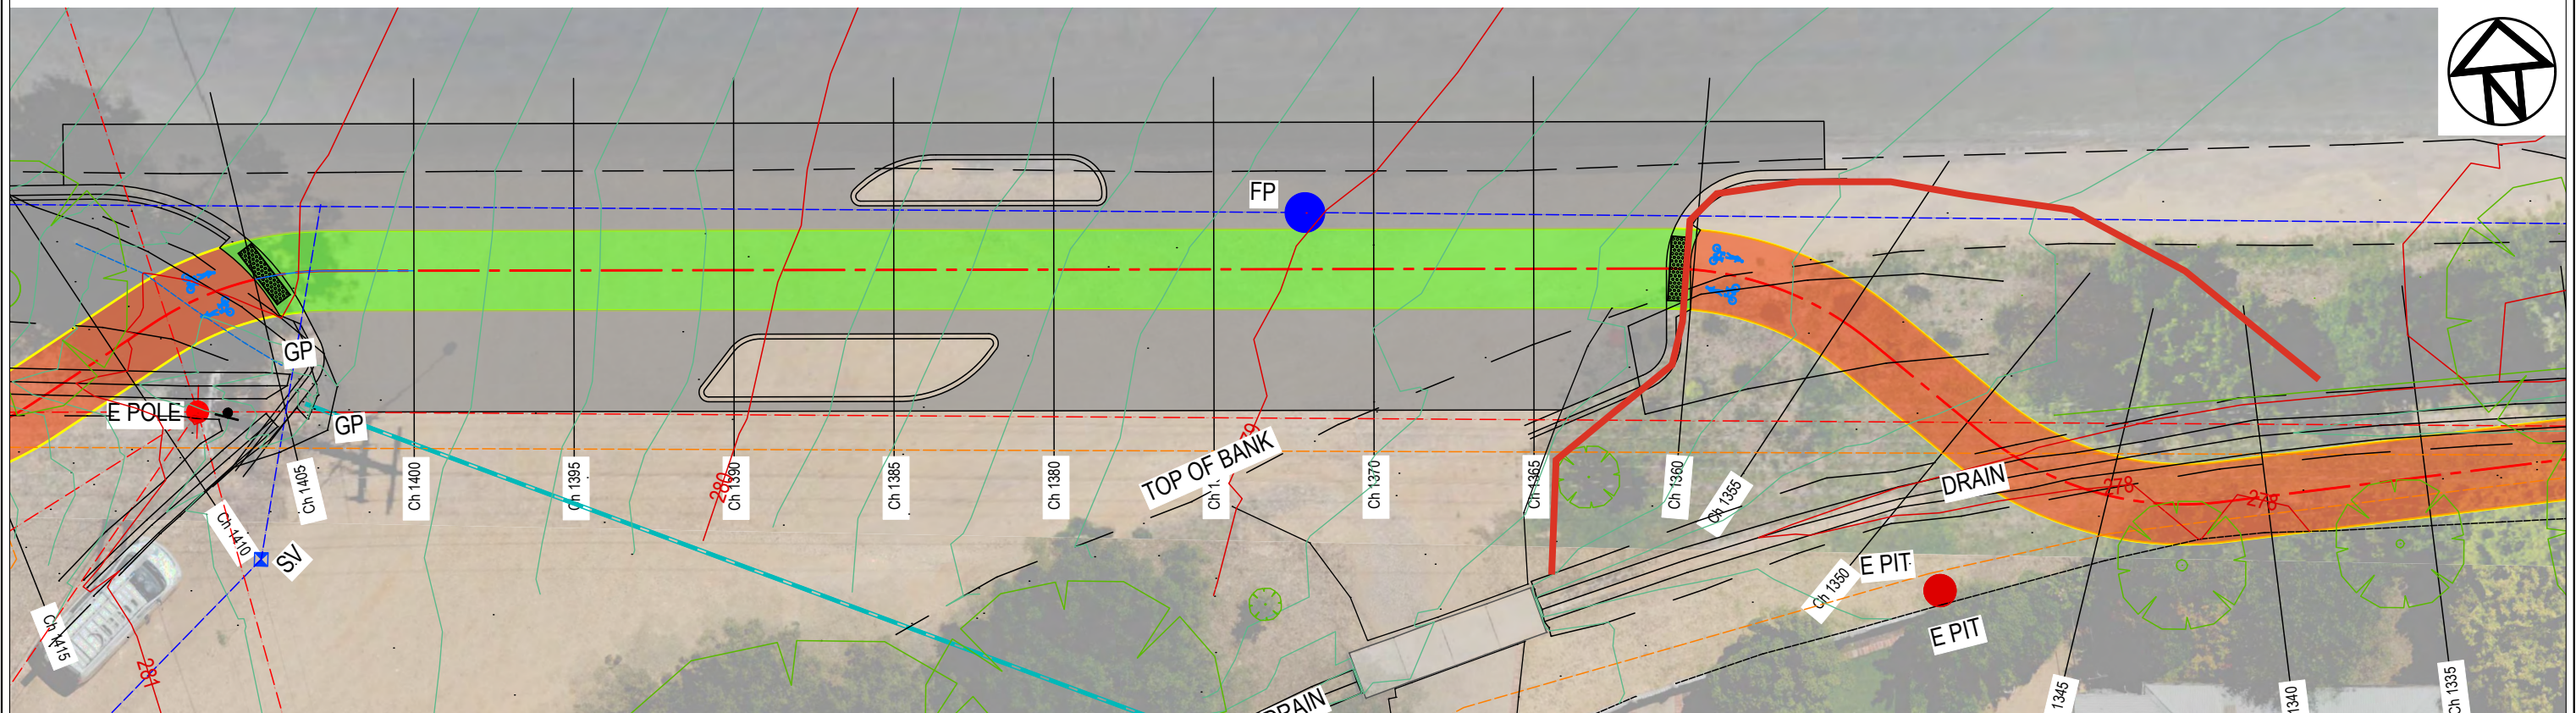 N
FP
GP
E POLE
GP
TOP OF BANK
279
280
Ch 1415
Ch 1410
Ch 1405
Ch 1400
Ch 1395
Ch 1390
Ch 1385
Ch 1380
Ch 1370
Ch 1365
Ch 1360
Ch 1355
DRAIN
278
278
SV
281
Ch 1350
E PIT
E PIT
DRAIN
1345
1340
Ch 1335